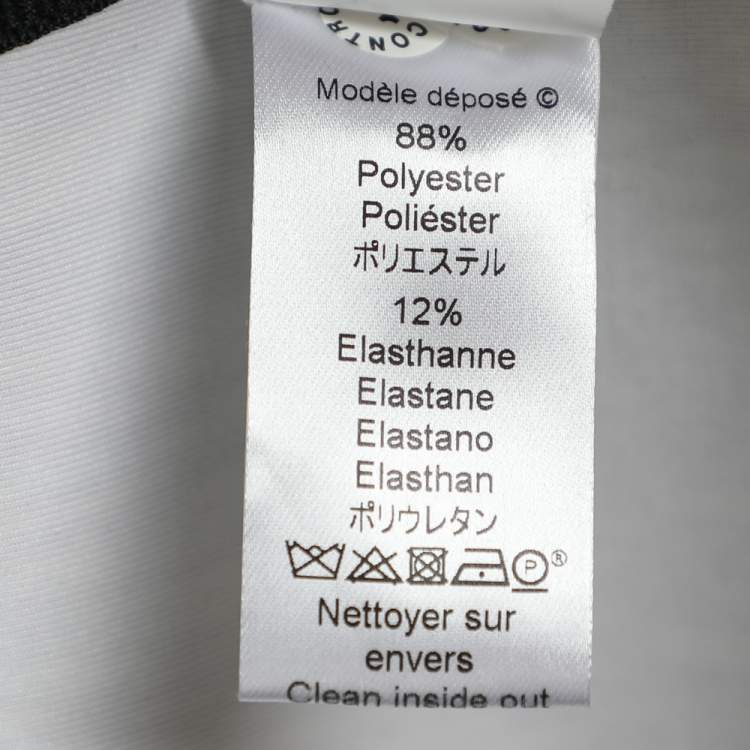 CONTRO
Modèle déposé ©
88%
Polyester
Poliéster
ポリエステル
12%
Elasthanne
Elastane
Elastano
Elasthan
ポリウレタン
P ®
Nettoyer sur
envers
Clean inside out